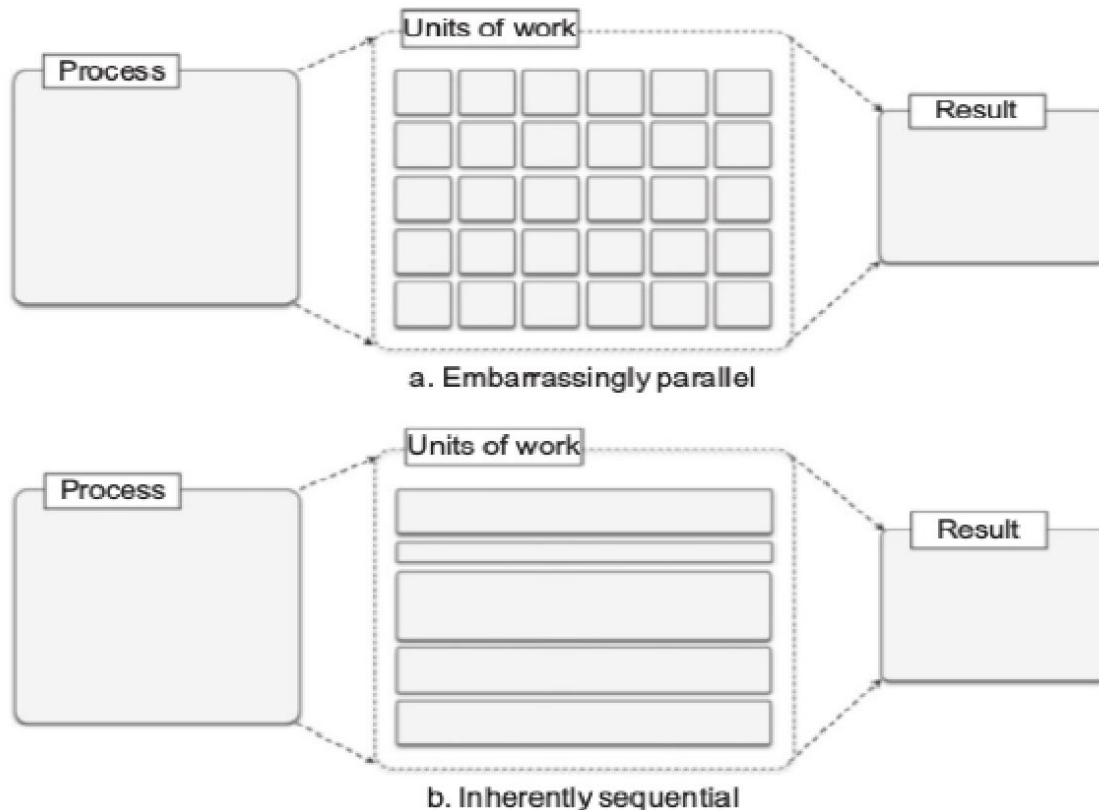 Units of work
Process
Result
a. Embarrassingly parallel
Units of work
Process
Result
b. Inherently sequential